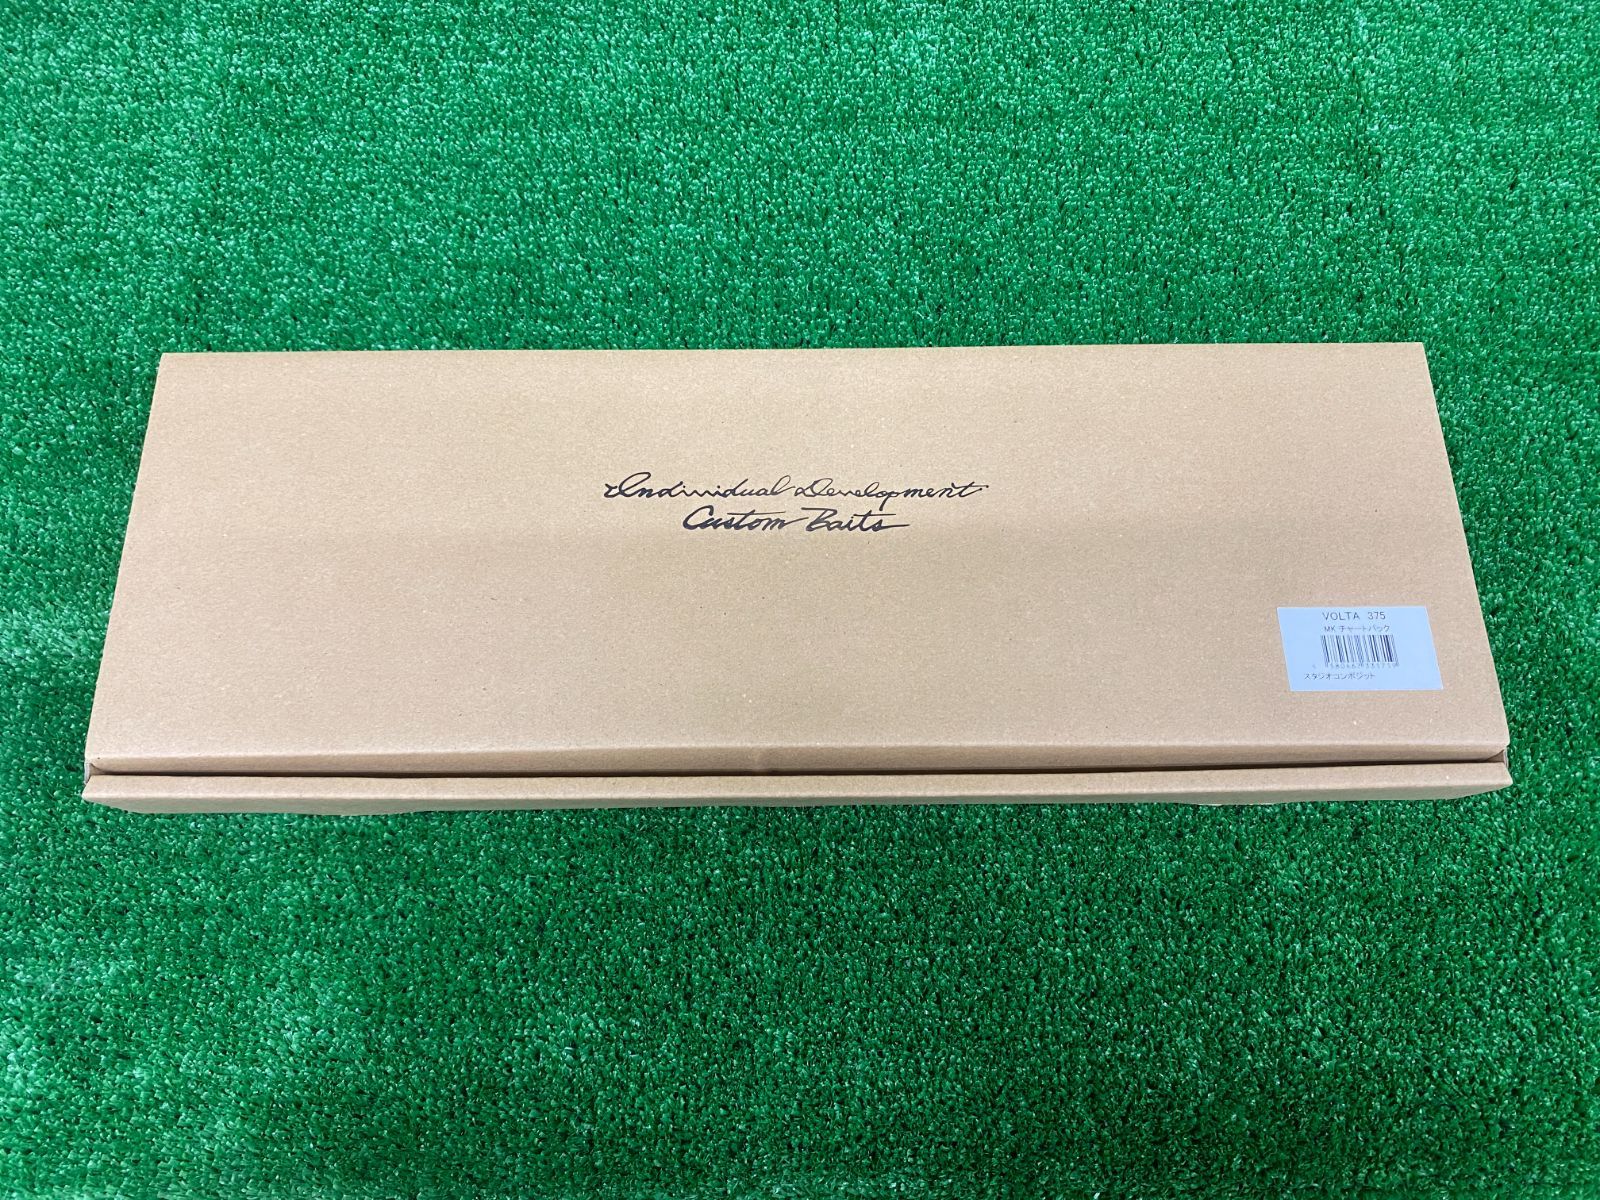 Individual Development
Custom Baits
VOLTA 375
MK チャートバック
スタジオコンポジット